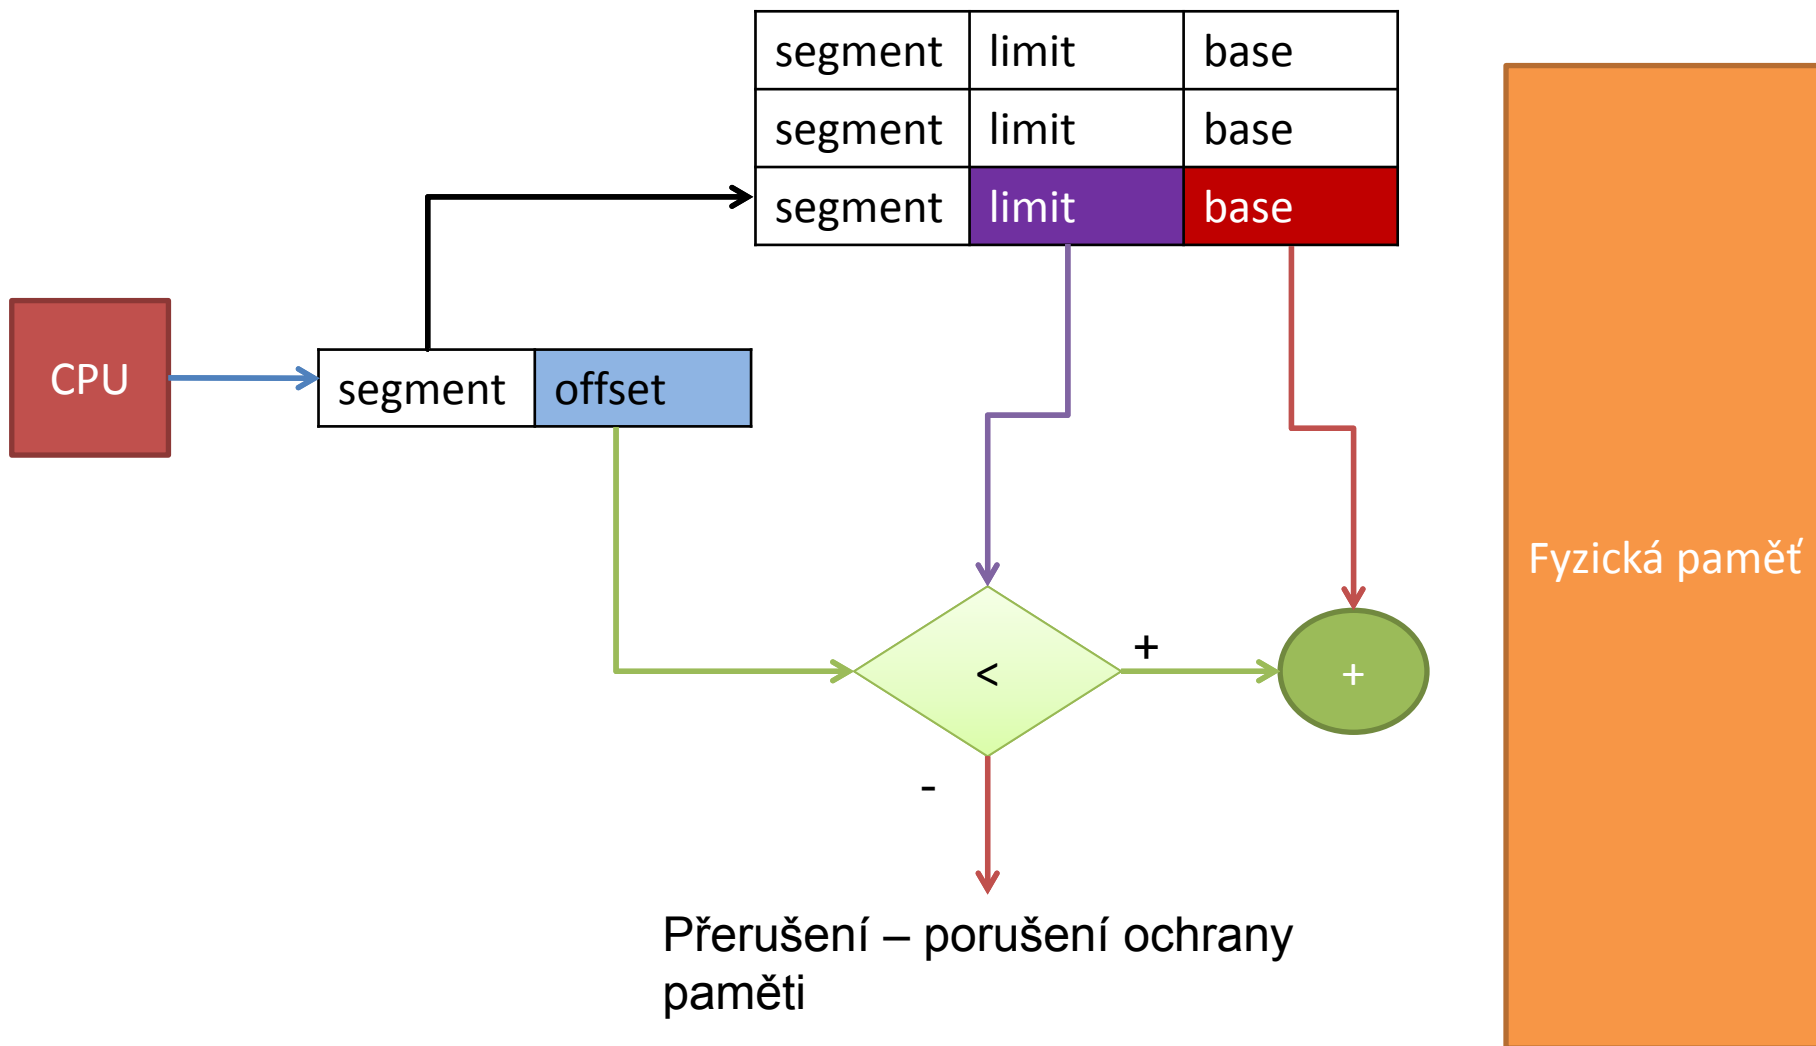 segment limit base
segment limit base
segment limit base
CPU
segment offset
Fyzická paměť
< + +
-
Přerušení – porušení ochrany
paměti